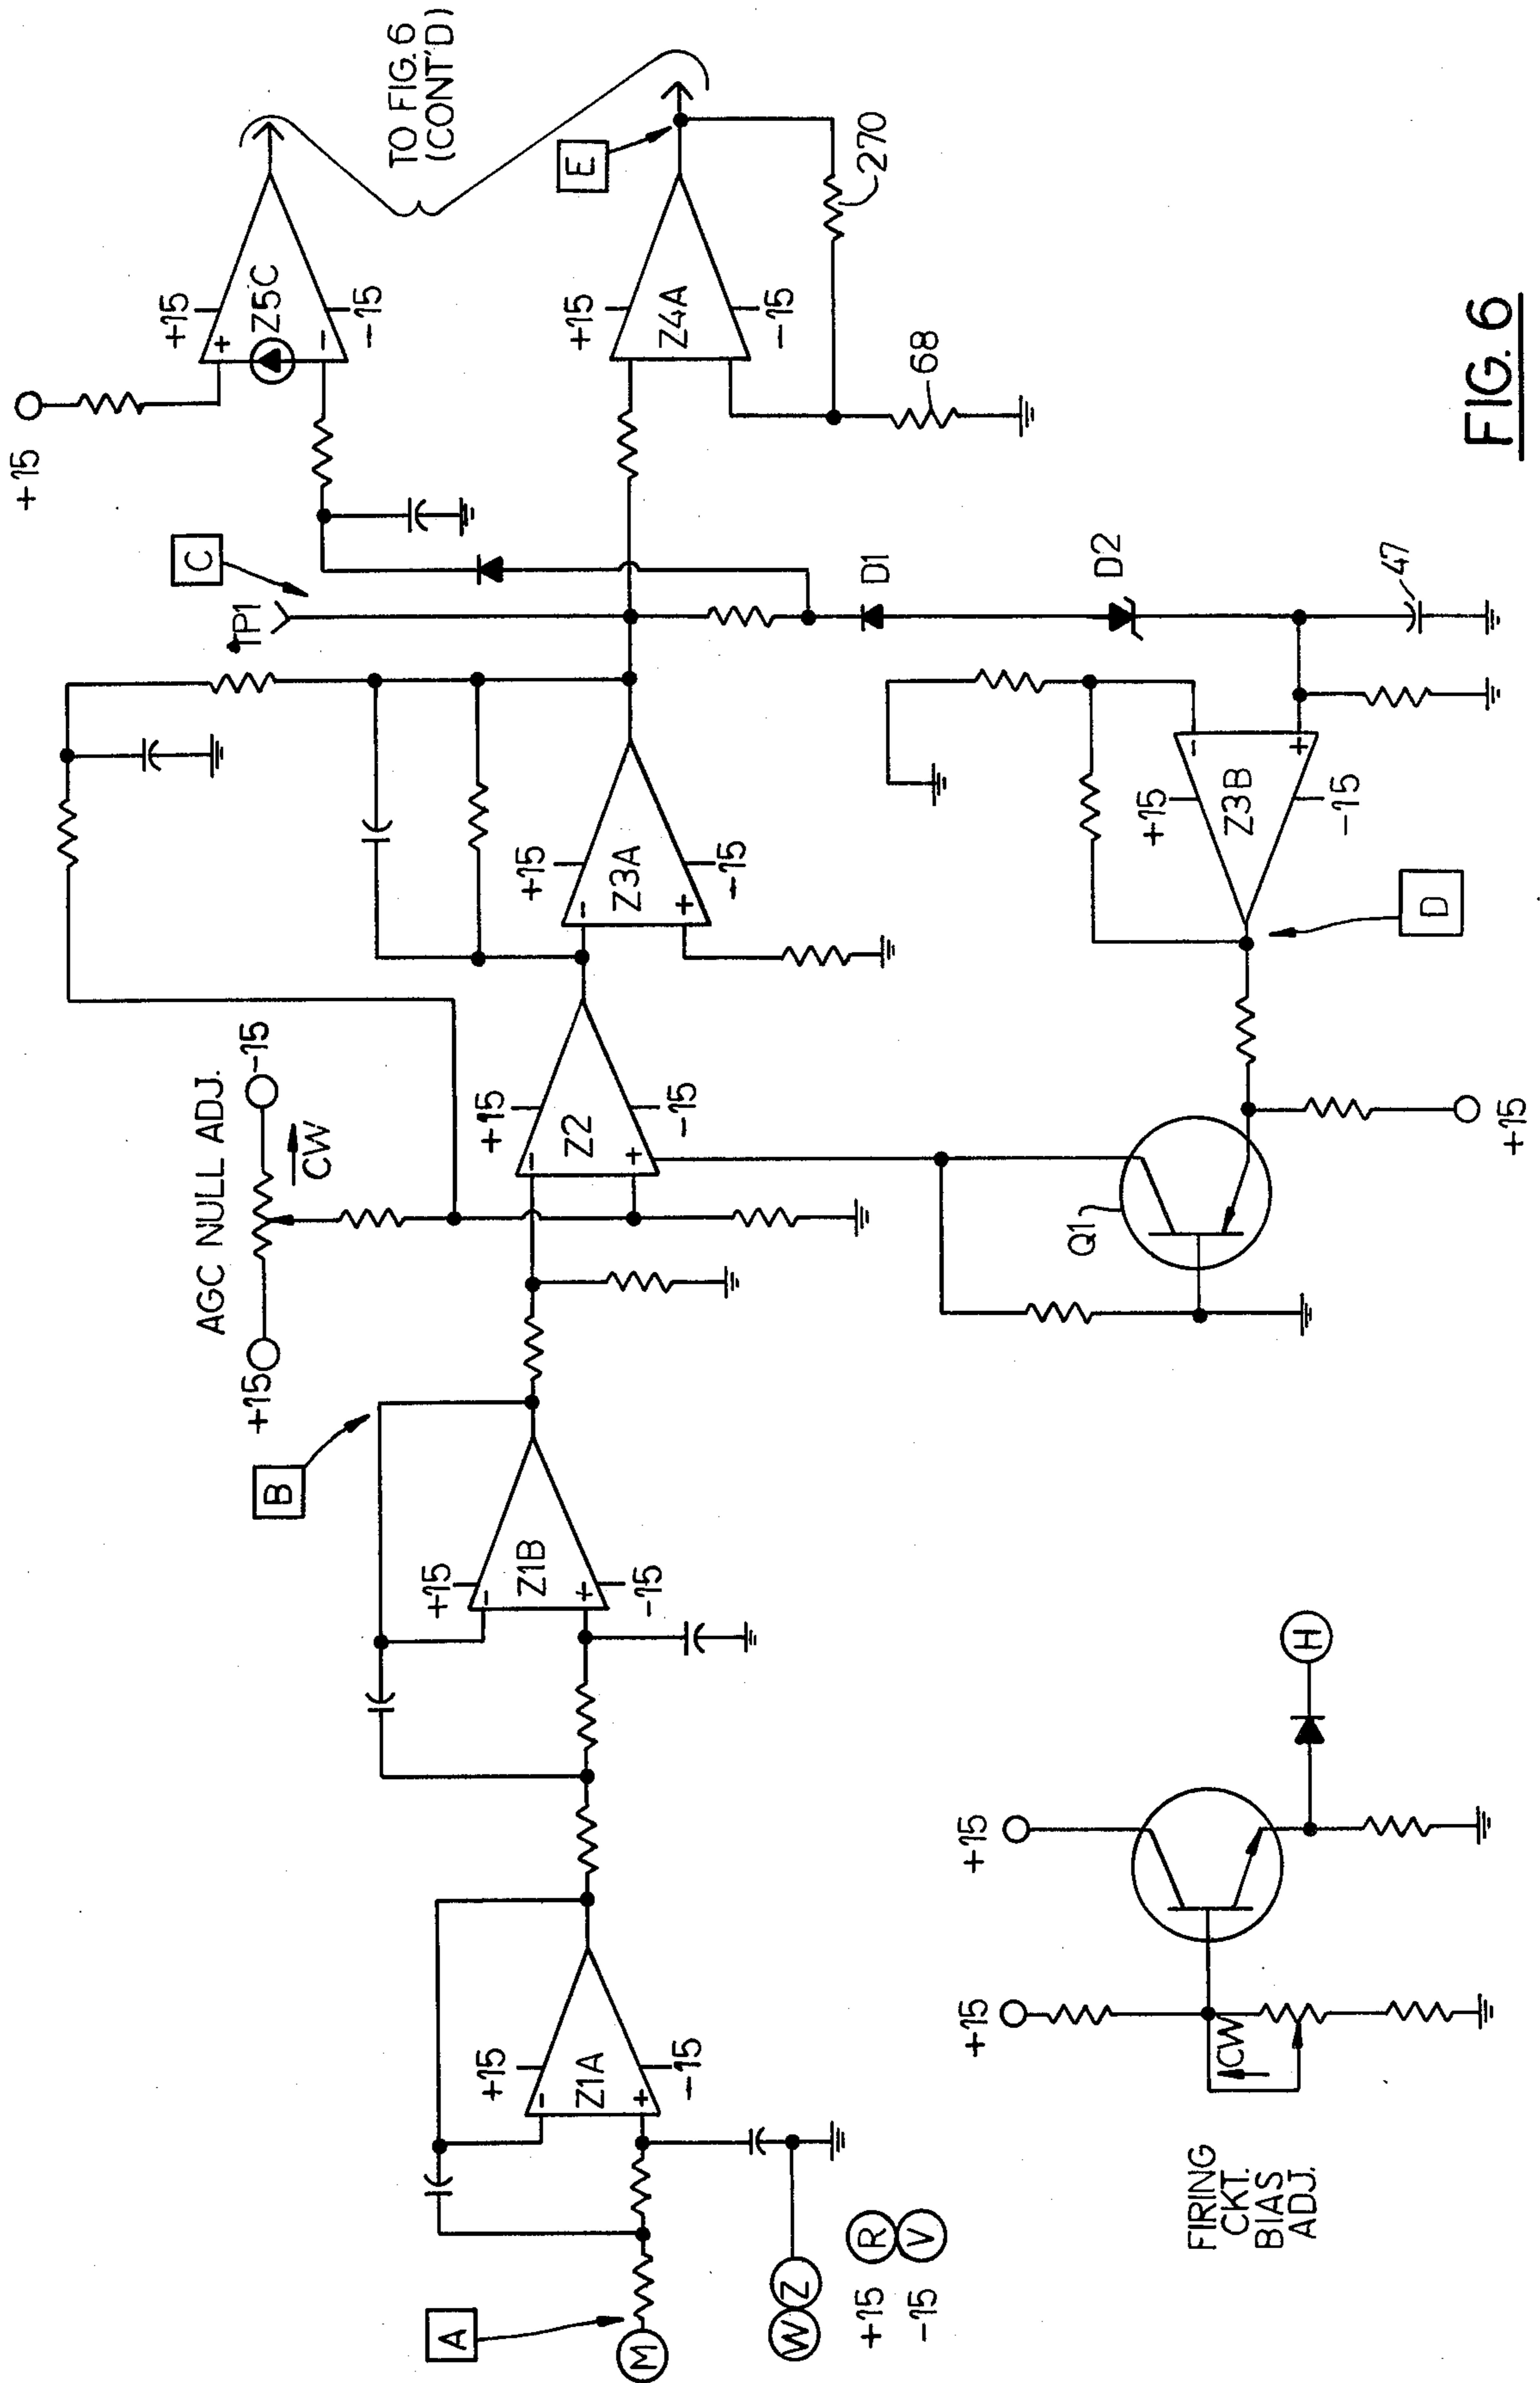 +15
+15
Z5C
+
−
-15
TO FIG. 6
(CONT'D)
E
+15
Z4A
-15
270
68
C
TP1
D1
D2
47
AGC NULL ADJ.
+15
-15
CW
+15
Z3A
−
+
-15
+15
Z3B
−
+
-15
D
+15
Z2
−
+
-15
Q1
+15
B
+15
Z1B
−
+
-15
+15
Z1A
−
+
-15
A
M
W
Z
+15
R
-15
V
FIRING
CKT.
BIAS
ADJ.
+15
CW
+15
H
FIG. 6